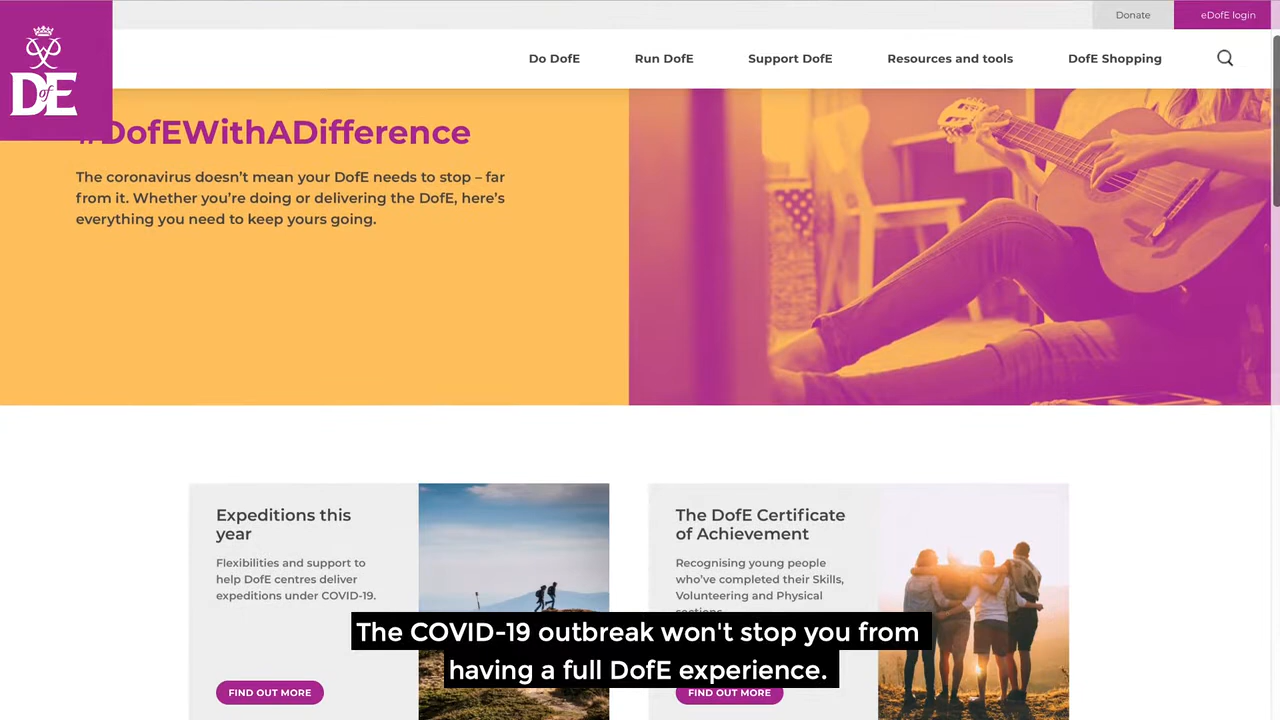 Donate
eDofE login
DofE
Do DofE
Run DofE
Support DofE
Resources and tools
DofE Shopping
#DofEWithADifference
The coronavirus doesn’t mean your DofE needs to stop – far
from it. Whether you’re doing or delivering the DofE, here’s
everything you need to keep yours going.
Expeditions this
year
Flexibilities and support to
help DofE centres deliver
expeditions under COVID-19.
FIND OUT MORE
The DofE Certificate
of Achievement
Recognising young people
who’ve completed their Skills,
Volunteering and Physical
sections.
FIND OUT MORE
The COVID-19 outbreak won't stop you from
having a full DofE experience.